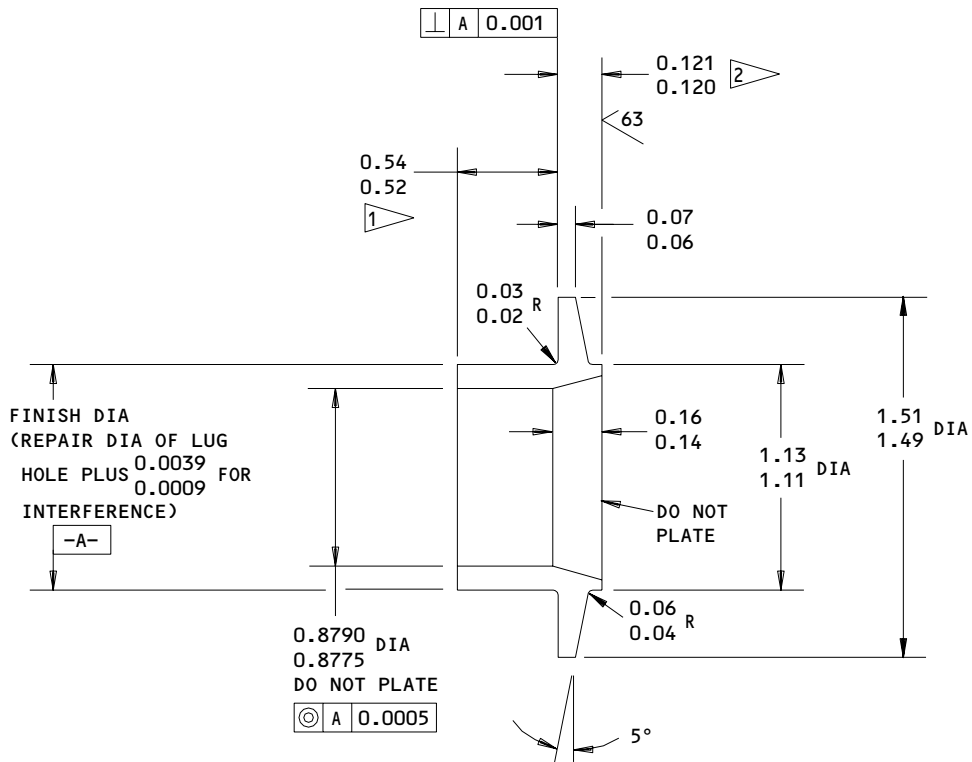 ⊥ A 0.001
0.121
0.120
2
63
0.54
0.52
1
0.07
0.06
0.03
0.02 R
FINISH DIA
(REPAIR DIA OF LUG
HOLE PLUS 0.0039
0.0009 FOR
INTERFERENCE)
-A-
0.16
0.14
1.13
1.11 DIA
1.51
1.49 DIA
DO NOT
PLATE
0.06
0.04 R
0.8790
0.8775 DIA
DO NOT PLATE
◎ A 0.0005
5°